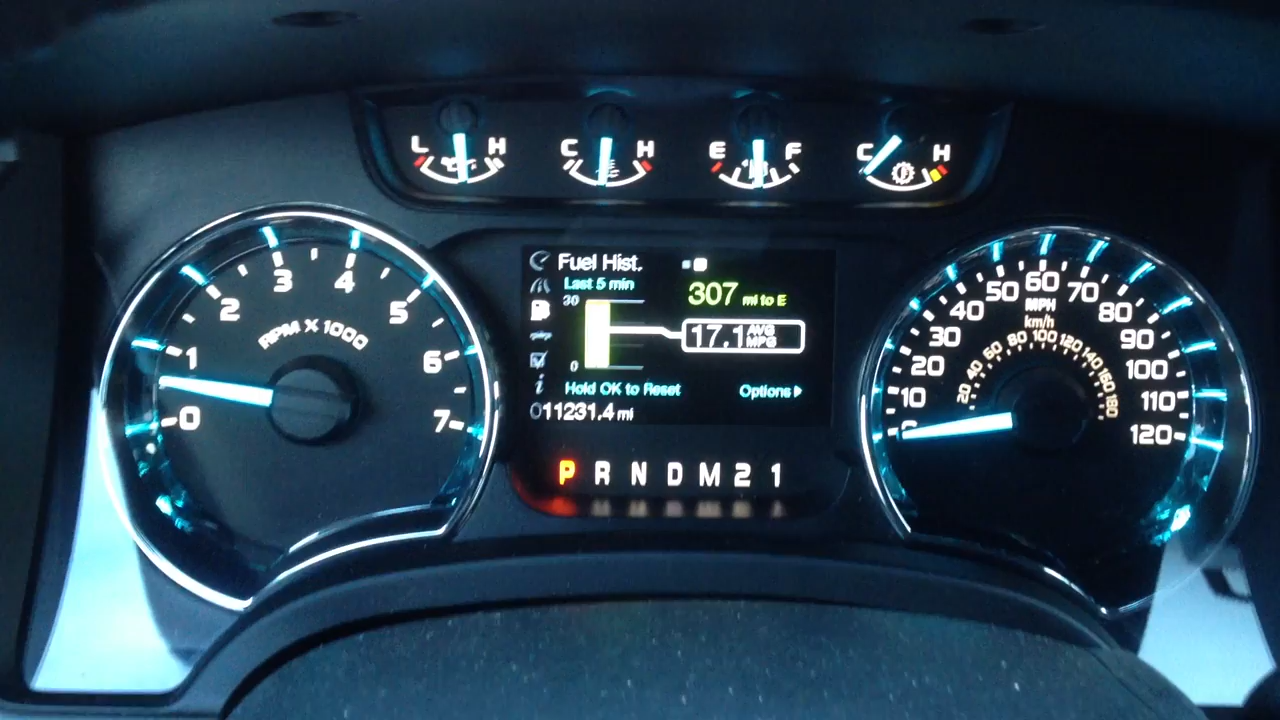 L H C H E F C H
Fuel Hist.
Last 5 min
30
307 mi to E
17.1 AVG MPG
0
Hold OK to Reset Options
011231.4 mi
P R N D M 2 1
0 1 2 3 4 5 6 7
RPM X 1000
0 10 20 30 40 50 60 70 80 90 100 110 120
MPH
km/h
20 40 60 80 100 120 140 160 180